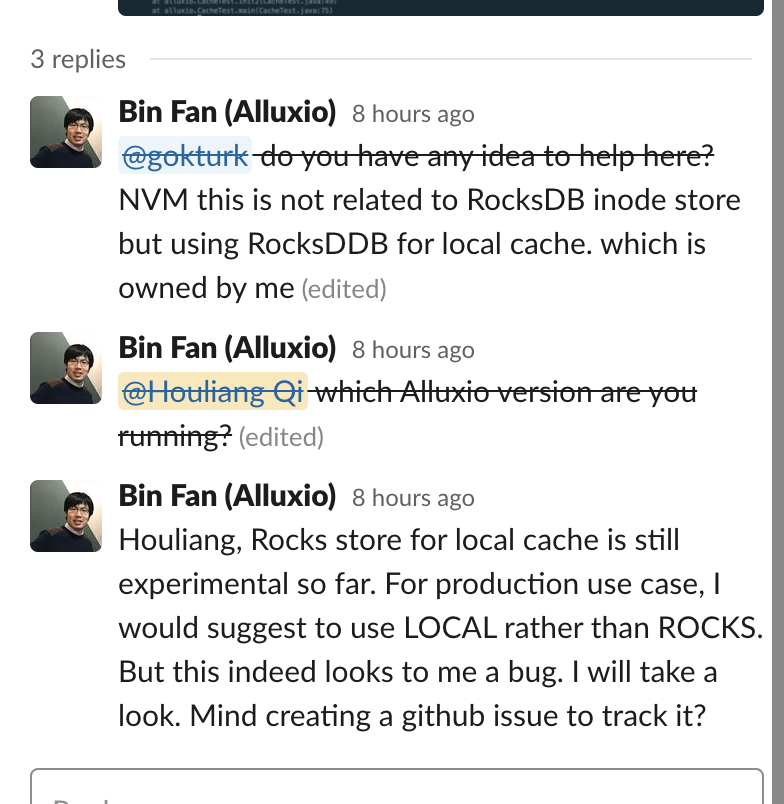 at alluxio.CacheTest.init2(CacheTest.java:49)
at alluxio.CacheTest.main(CacheTest.java:75)
3 replies
Bin Fan (Alluxio) 8 hours ago
@gokturk do you have any idea to help here?
NVM this is not related to RocksDB inode store
but using RocksDDB for local cache. which is
owned by me (edited)
Bin Fan (Alluxio) 8 hours ago
@Houliang Qi which Alluxio version are you
running? (edited)
Bin Fan (Alluxio) 8 hours ago
Houliang, Rocks store for local cache is still
experimental so far. For production use case, I
would suggest to use LOCAL rather than ROCKS.
But this indeed looks to me a bug. I will take a
look. Mind creating a github issue to track it?